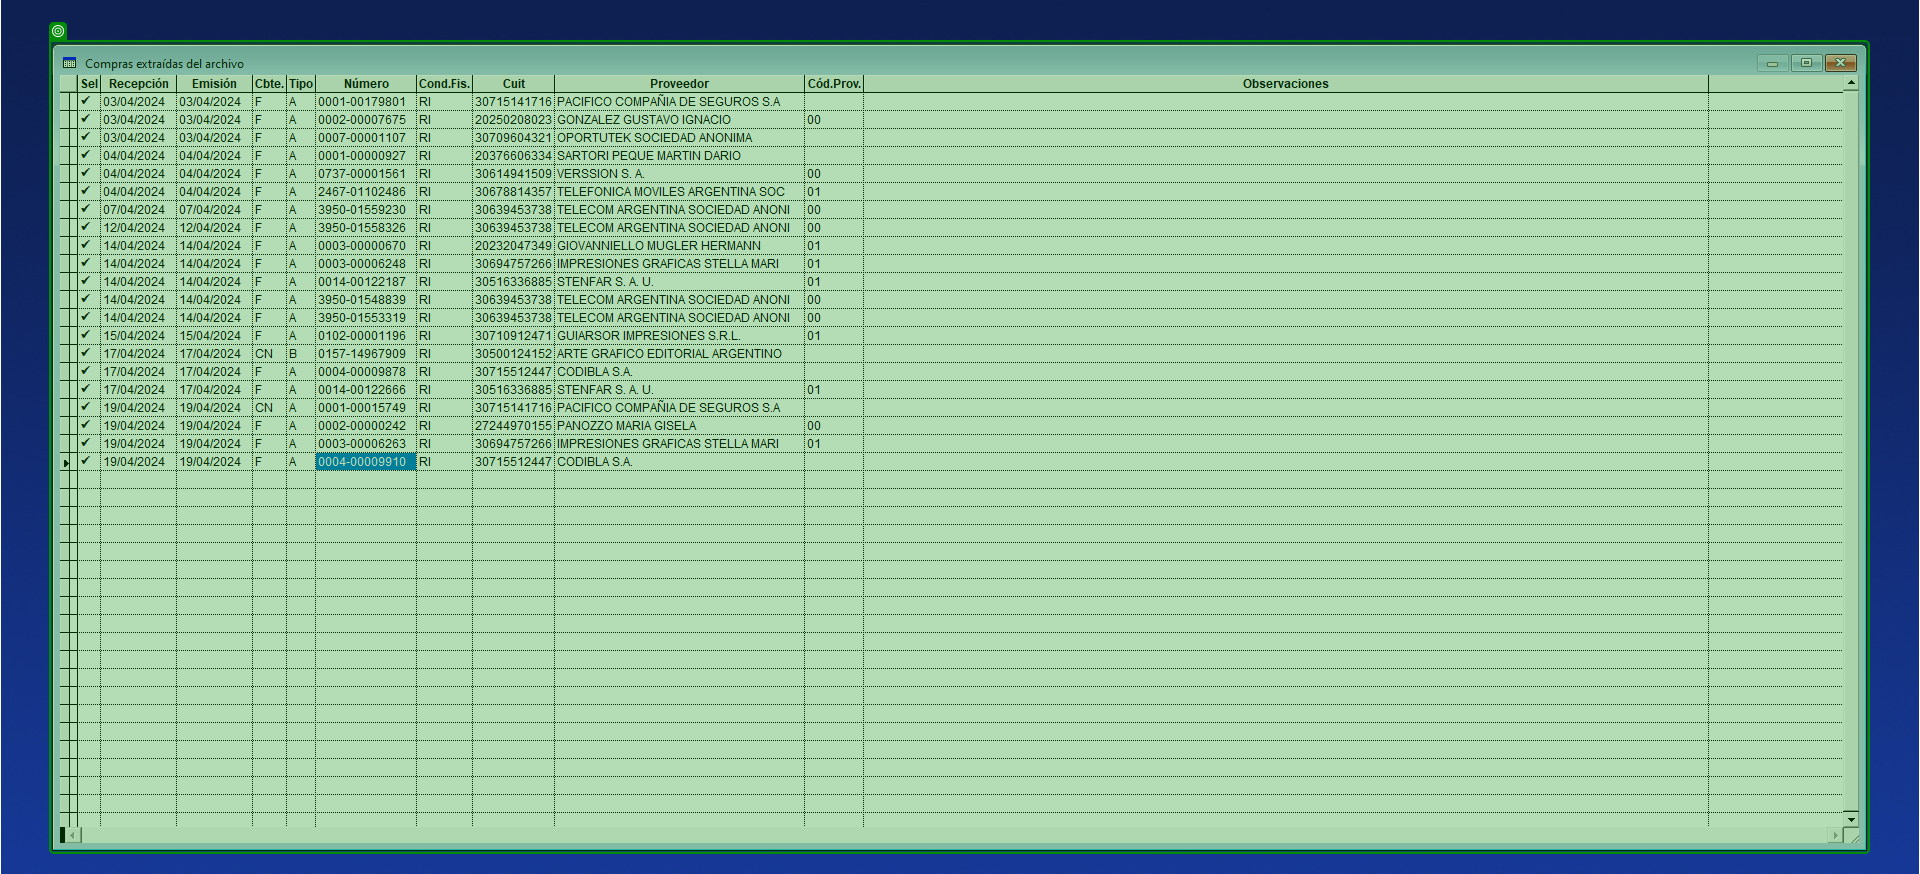 Compras extraídas del archivo
Sel Recepción Emisión Cbte. Tipo Número Cond.Fis. Cuit Proveedor Cód.Prov. Observaciones
✓ 03/04/2024 03/04/2024 F A 0001-00179801 RI 30715141716 PACIFICO COMPAÑIA DE SEGUROS S.A
✓ 03/04/2024 03/04/2024 F A 0002-00007675 RI 20250208023 GONZALEZ GUSTAVO IGNACIO 00
✓ 03/04/2024 03/04/2024 F A 0007-00001107 RI 30709604321 OPORTUTEK SOCIEDAD ANONIMA
✓ 04/04/2024 04/04/2024 F A 0001-00000927 RI 20376606334 SARTORI PEQUE MARTIN DARIO
✓ 04/04/2024 04/04/2024 F A 0737-00001561 RI 30614941509 VERSSION S. A. 00
✓ 04/04/2024 04/04/2024 F A 2467-01102486 RI 30678814357 TELEFONICA MOVILES ARGENTINA SOC 01
✓ 07/04/2024 07/04/2024 F A 3950-01559230 RI 30639453738 TELECOM ARGENTINA SOCIEDAD ANONI 00
✓ 12/04/2024 12/04/2024 F A 3950-01558326 RI 30639453738 TELECOM ARGENTINA SOCIEDAD ANONI 00
✓ 14/04/2024 14/04/2024 F A 0003-00000670 RI 20232047349 GIOVANNIELLO MUGLER HERMANN 01
✓ 14/04/2024 14/04/2024 F A 0003-00006248 RI 30694757266 IMPRESIONES GRAFICAS STELLA MARI 01
✓ 14/04/2024 14/04/2024 F A 0014-00122187 RI 30516336885 STENFAR S. A. U. 01
✓ 14/04/2024 14/04/2024 F A 3950-01548839 RI 30639453738 TELECOM ARGENTINA SOCIEDAD ANONI 00
✓ 14/04/2024 14/04/2024 F A 3950-01553319 RI 30639453738 TELECOM ARGENTINA SOCIEDAD ANONI 00
✓ 15/04/2024 15/04/2024 F A 0102-00001196 RI 30710912471 GUIARSOR IMPRESIONES S.R.L. 01
✓ 17/04/2024 17/04/2024 CN B 0157-14967909 RI 30500124152 ARTE GRAFICO EDITORIAL ARGENTINO
✓ 17/04/2024 17/04/2024 F A 0004-00009878 RI 30715512447 CODIBLA S.A.
✓ 17/04/2024 17/04/2024 F A 0014-00122666 RI 30516336885 STENFAR S. A. U. 01
✓ 19/04/2024 19/04/2024 CN A 0001-00015749 RI 30715141716 PACIFICO COMPAÑIA DE SEGUROS S.A
✓ 19/04/2024 19/04/2024 F A 0002-00000242 RI 27244970155 PANOZZO MARIA GISELA 00
✓ 19/04/2024 19/04/2024 F A 0003-00006263 RI 30694757266 IMPRESIONES GRAFICAS STELLA MARI 01
✓ 19/04/2024 19/04/2024 F A 0004-00009910 RI 30715512447 CODIBLA S.A.